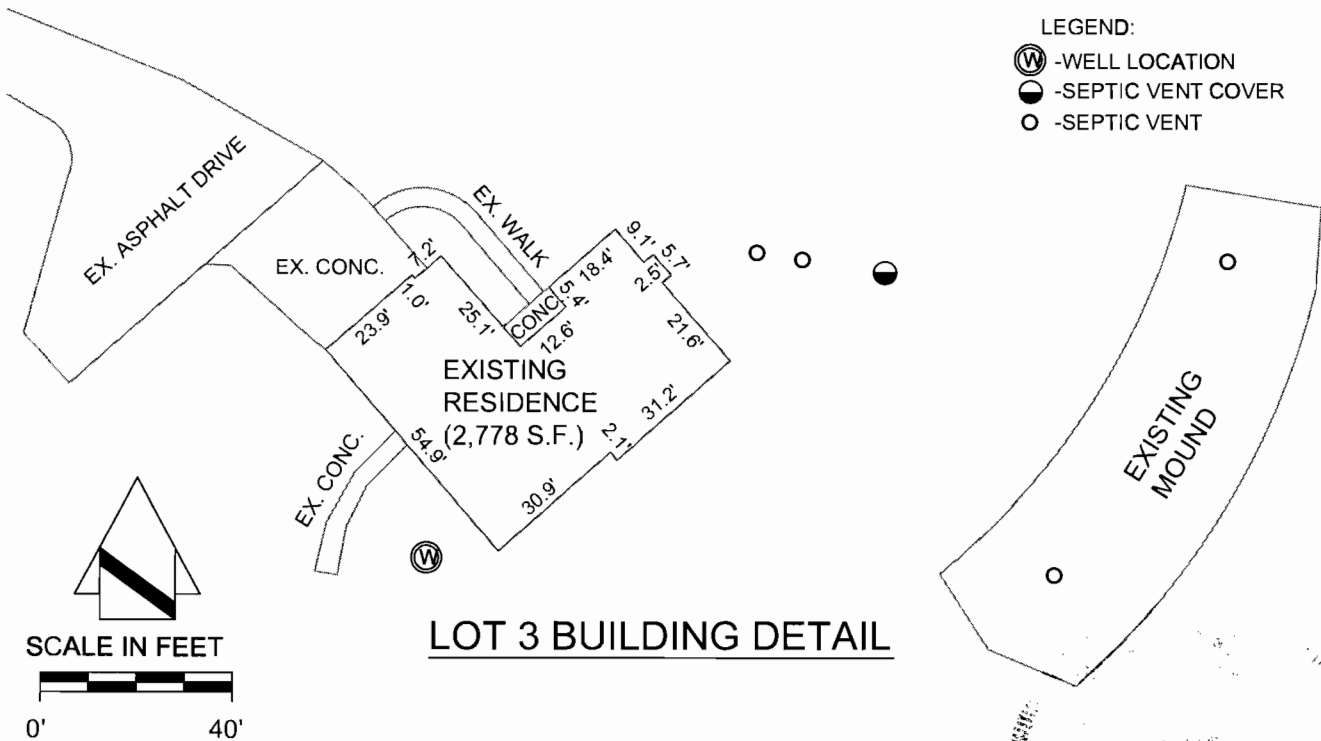 LEGEND:
W -WELL LOCATION
-SEPTIC VENT COVER
-SEPTIC VENT
EX. ASPHALT DRIVE
EX. CONC.
EX. WALK
7.2'
1.0'
23.9'
25.1'
CONC.
5.4'
12.6'
18.4'
9.1'
5.7'
2.5'
21.6'
31.2'
2.1'
30.9'
54.9'
EXISTING
RESIDENCE
(2,778 S.F.)
EX. CONC.
W
EXISTING
MOUND
SCALE IN FEET
0' 40'
LOT 3 BUILDING DETAIL